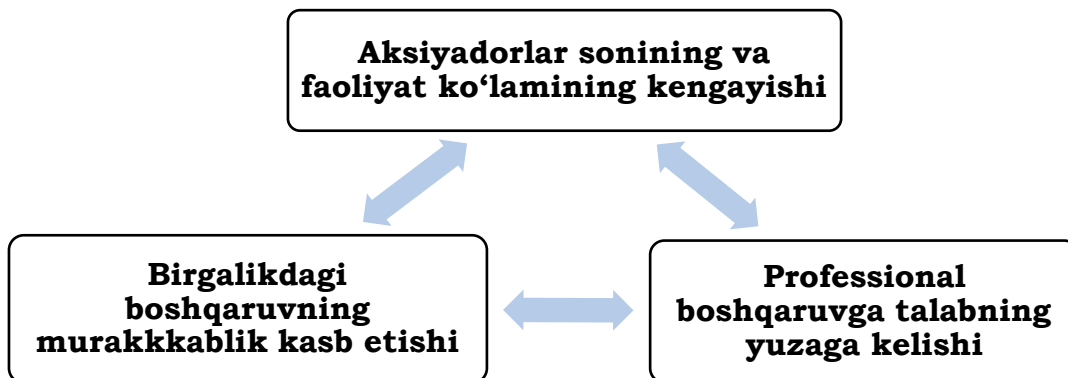 Aksiyadorlar sonining va
faoliyat ko‘lamining kengayishi
Birgalikdagi
boshqaruvning
murakkkablik kasb etishi
Professional
boshqaruvga talabning
yuzaga kelishi